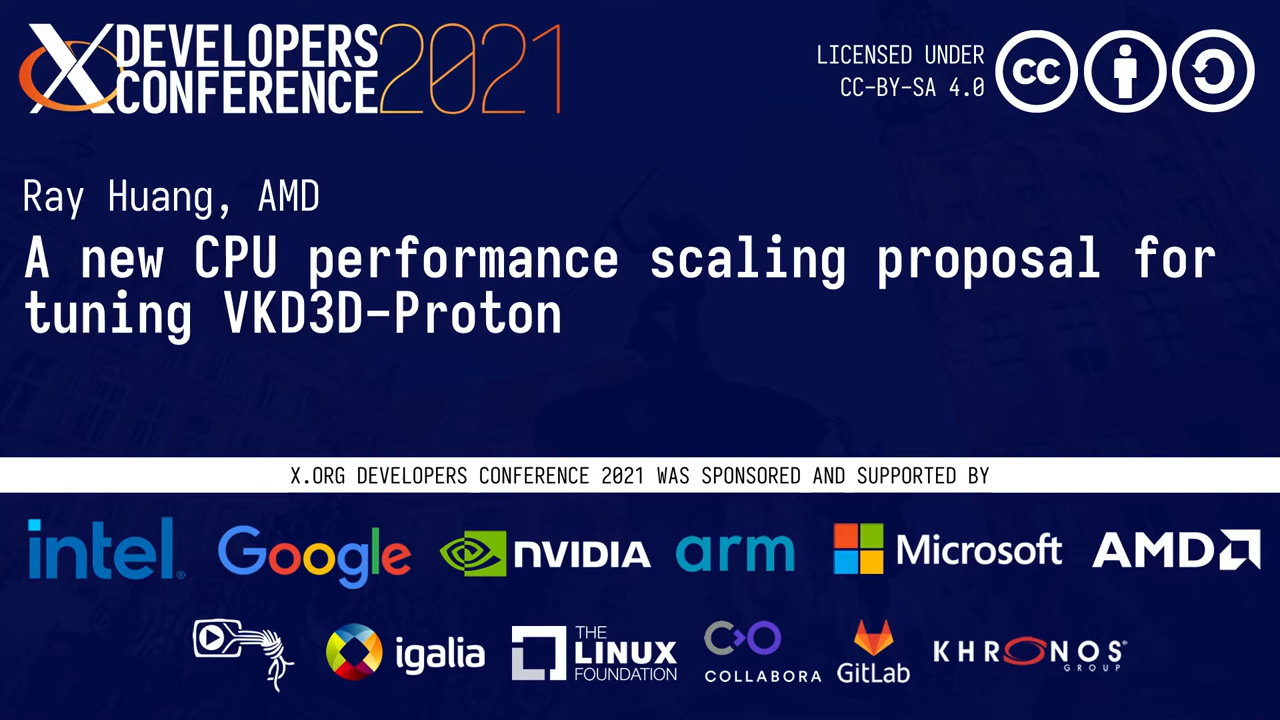 X DEVELOPERS CONFERENCE 2021
LICENSED UNDER
CC-BY-SA 4.0
cc
Ray Huang, AMD
A new CPU performance scaling proposal for
tuning VKD3D-Proton
X.ORG DEVELOPERS CONFERENCE 2021 WAS SPONSORED AND SUPPORTED BY
intel®
Google
NVIDIA
arm
Microsoft
AMD
igalia
THE
LINUX
FOUNDATION
COLLABORA
GitLab
KHRONOS®
GROUP